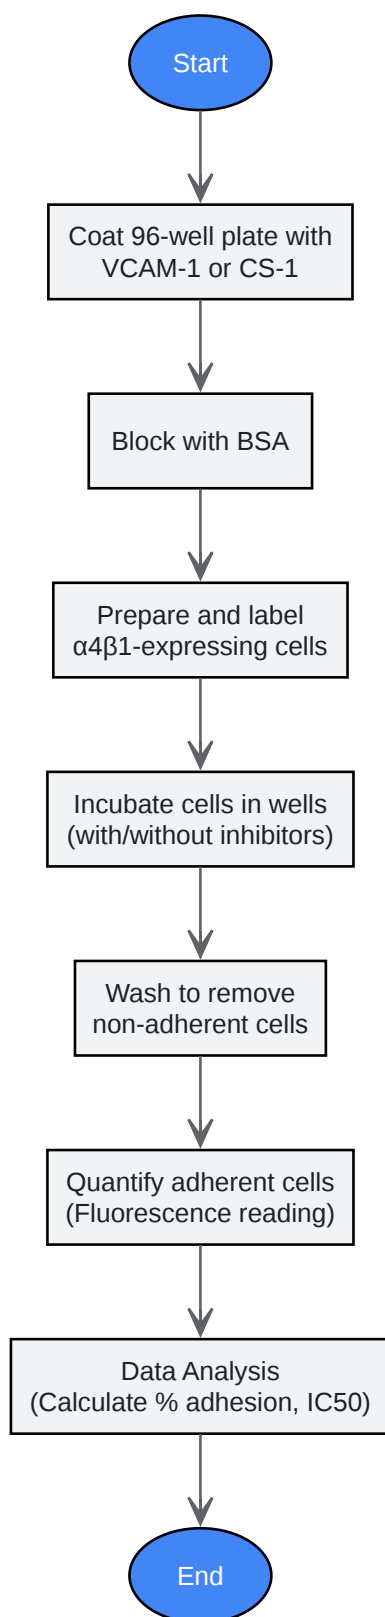 Start
Coat 96-well plate with
VCAM-1 or CS-1
Block with BSA
Prepare and label
α4β1-expressing cells
Incubate cells in wells
(with/without inhibitors)
Wash to remove
non-adherent cells
Quantify adherent cells
(Fluorescence reading)
Data Analysis
(Calculate % adhesion, IC50)
End